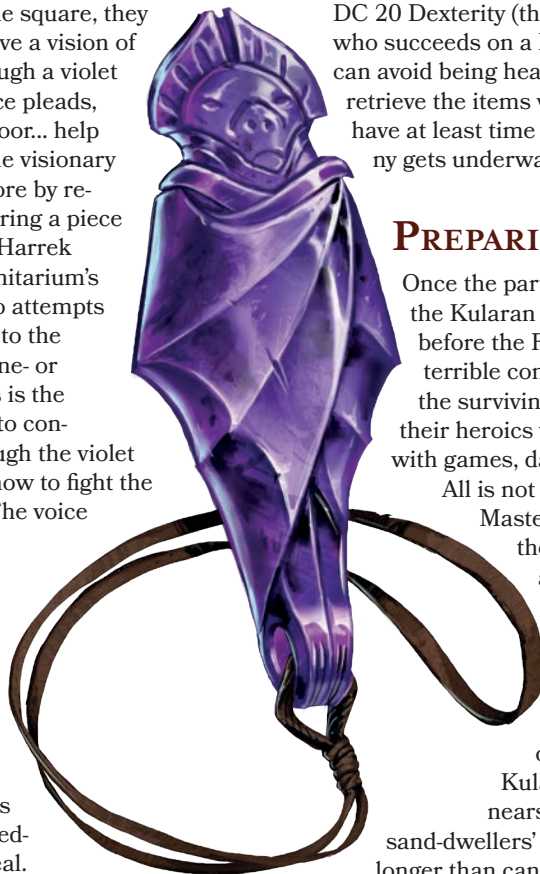 e square, they
ve a vision of
ugh a violet
ce pleads,
oor... help
e visionary
ore by re-
ring a piece
Harrek
nitarium's
o attempts
to the
ne- or
s is the
to con-
ugh the violet
now to fight the
he voice
s
ed-
eal.
DC 20 Dexterity (th
who succeeds on a
can avoid being hea
retrieve the items w
have at least time
ny gets underwa
PREPARI
Once the par
the Kularan
before the F
terrible con
the survivin
their heroics
with games, da
All is not
Maste
the
a
o
Kula
nears
sand-dwellers'
longer than can